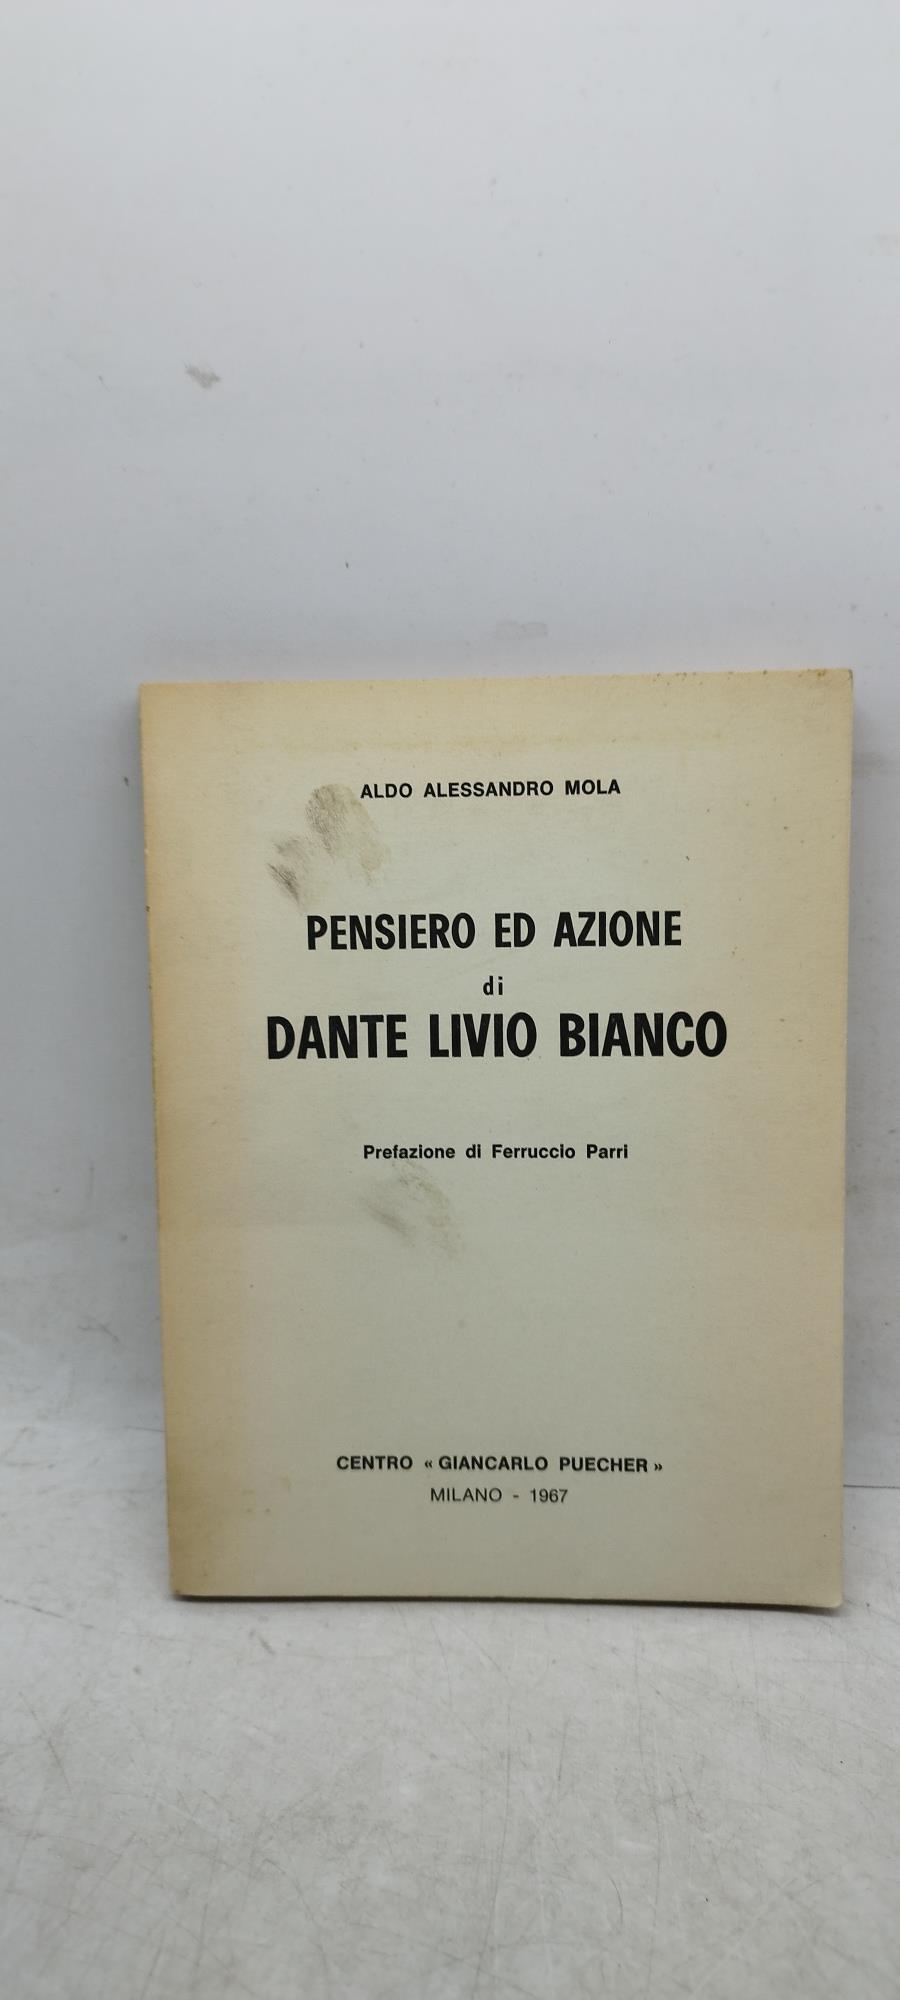 ALDO ALESSANDRO MOLA
PENSIERO ED AZIONE
di
DANTE LIVIO BIANCO
Prefazione di Ferruccio Parri
CENTRO « GIANCARLO PUECHER »
MILANO - 1967